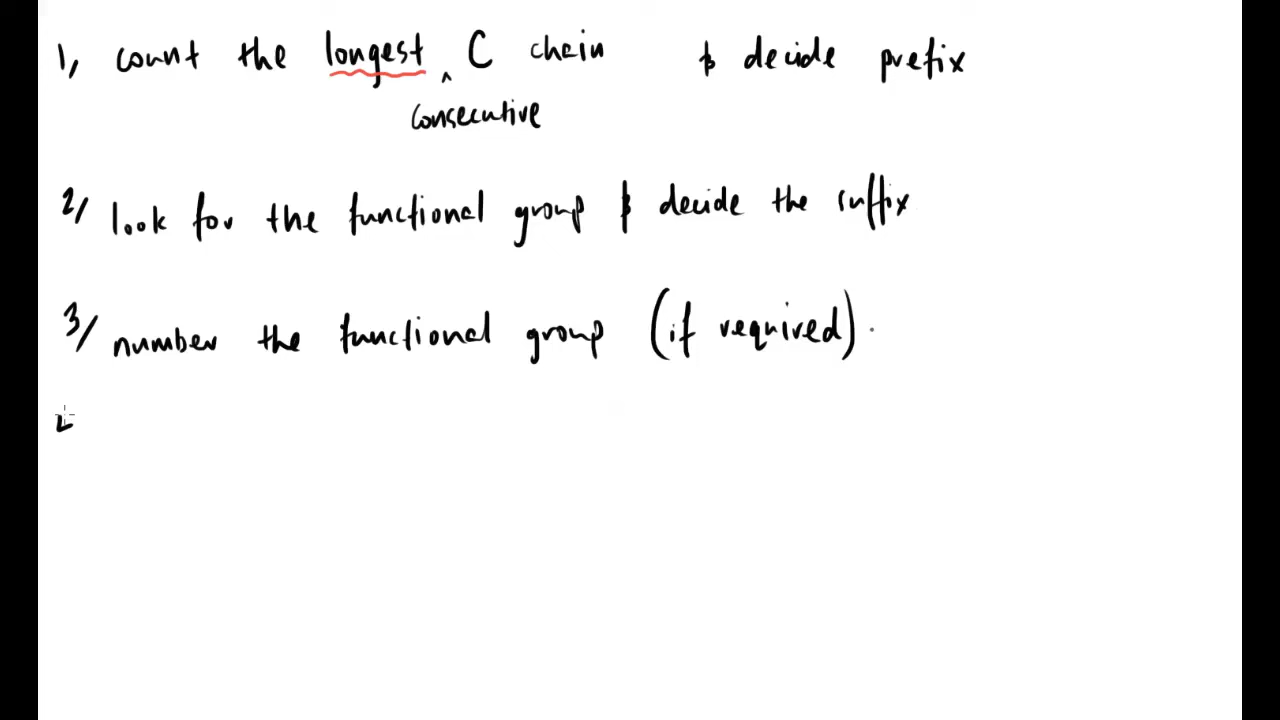 1, count the longest C chain & decide prefix
^ consecutive
2/ look for the functional group & decide the suffix
3/ number the functional group (if required).